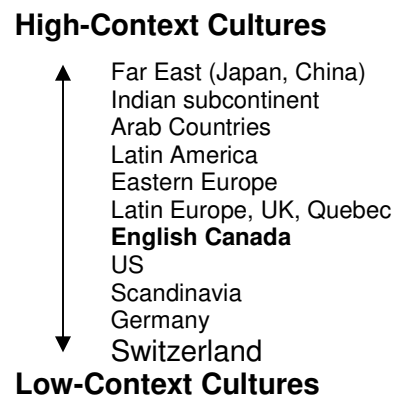 High-Context Cultures
Far East (Japan, China)
Indian subcontinent
Arab Countries
Latin America
Eastern Europe
Latin Europe, UK, Quebec
English Canada
US
Scandinavia
Germany
Switzerland
Low-Context Cultures